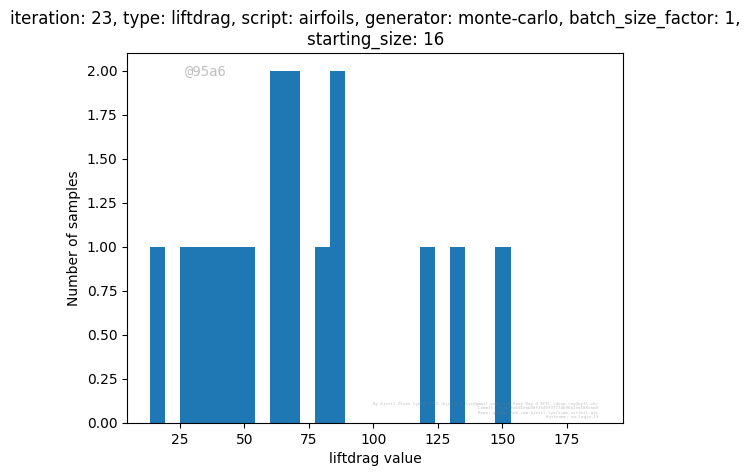 iteration: 23, type: liftdrag, script: airfoils, generator: monte-carlo, batch_size_factor: 1,
starting_size: 16
@95a6
2.00
1.75
1.50
1.25
1.00
0.75
0.50
0.25
0.00
Number of samples
25 50 75 100 125 150 175
liftdrag value